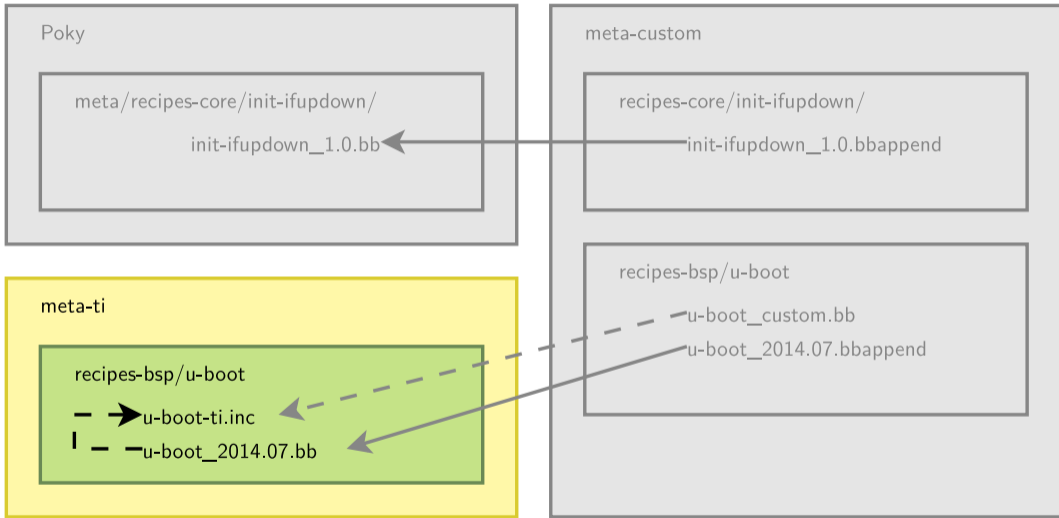 Poky
meta/recipes-core/init-ifupdown/
init-ifupdown_1.0.bb
meta-custom
recipes-core/init-ifupdown/
init-ifupdown_1.0.bbappend
recipes-bsp/u-boot
u-boot_custom.bb
u-boot_2014.07.bbappend
meta-ti
recipes-bsp/u-boot
u-boot-ti.inc
u-boot_2014.07.bb